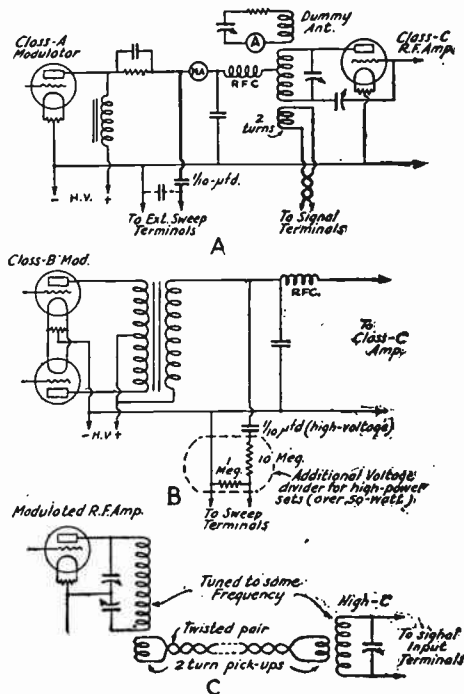 Class-A
Modulator
Dummy
Ant.
A
Class-C
R.F. Amp.
MA
RFC
2
turns
- H.V. +
1/10-μfd.
To Ext. Sweep
Terminals
To Signal
Terminals
A
Class-B Mod.
RFC.
To
Class-C
Amp.
- H.V +
1/10 μfd (high-voltage)
1
Meg.
10 Meg.
Additional Voltage
divider for high-power
sets (over 50-watt).
B
To Sweep
Terminals
Modulated R.F. Amp.
Tuned to same
Frequency
High-C
Twisted pair
To signal
Input
Terminals
2 turn pick-ups
C